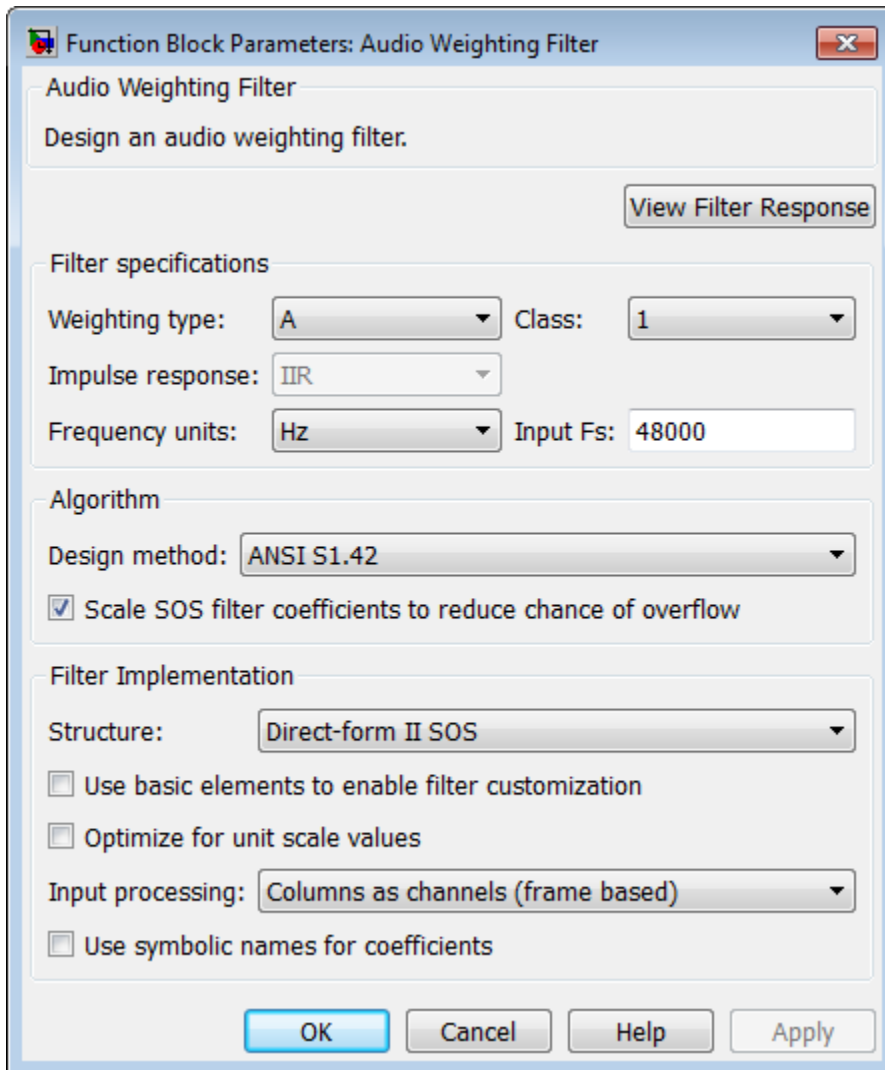 Function Block Parameters: Audio Weighting Filter
Audio Weighting Filter
Design an audio weighting filter.
View Filter Response
Filter specifications
Weighting type: A Class: 1
Impulse response: IIR
Frequency units: Hz Input Fs: 48000
Algorithm
Design method: ANSI S1.42
Scale SOS filter coefficients to reduce chance of overflow
Filter Implementation
Structure: Direct-form II SOS
Use basic elements to enable filter customization
Optimize for unit scale values
Input processing: Columns as channels (frame based)
Use symbolic names for coefficients
OK Cancel Help Apply